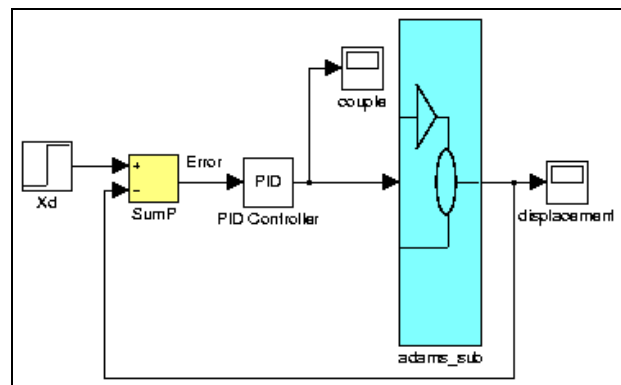 couple
Xd
+
−
Error
SumP
PID
PID Controller
displacement
adams_sub